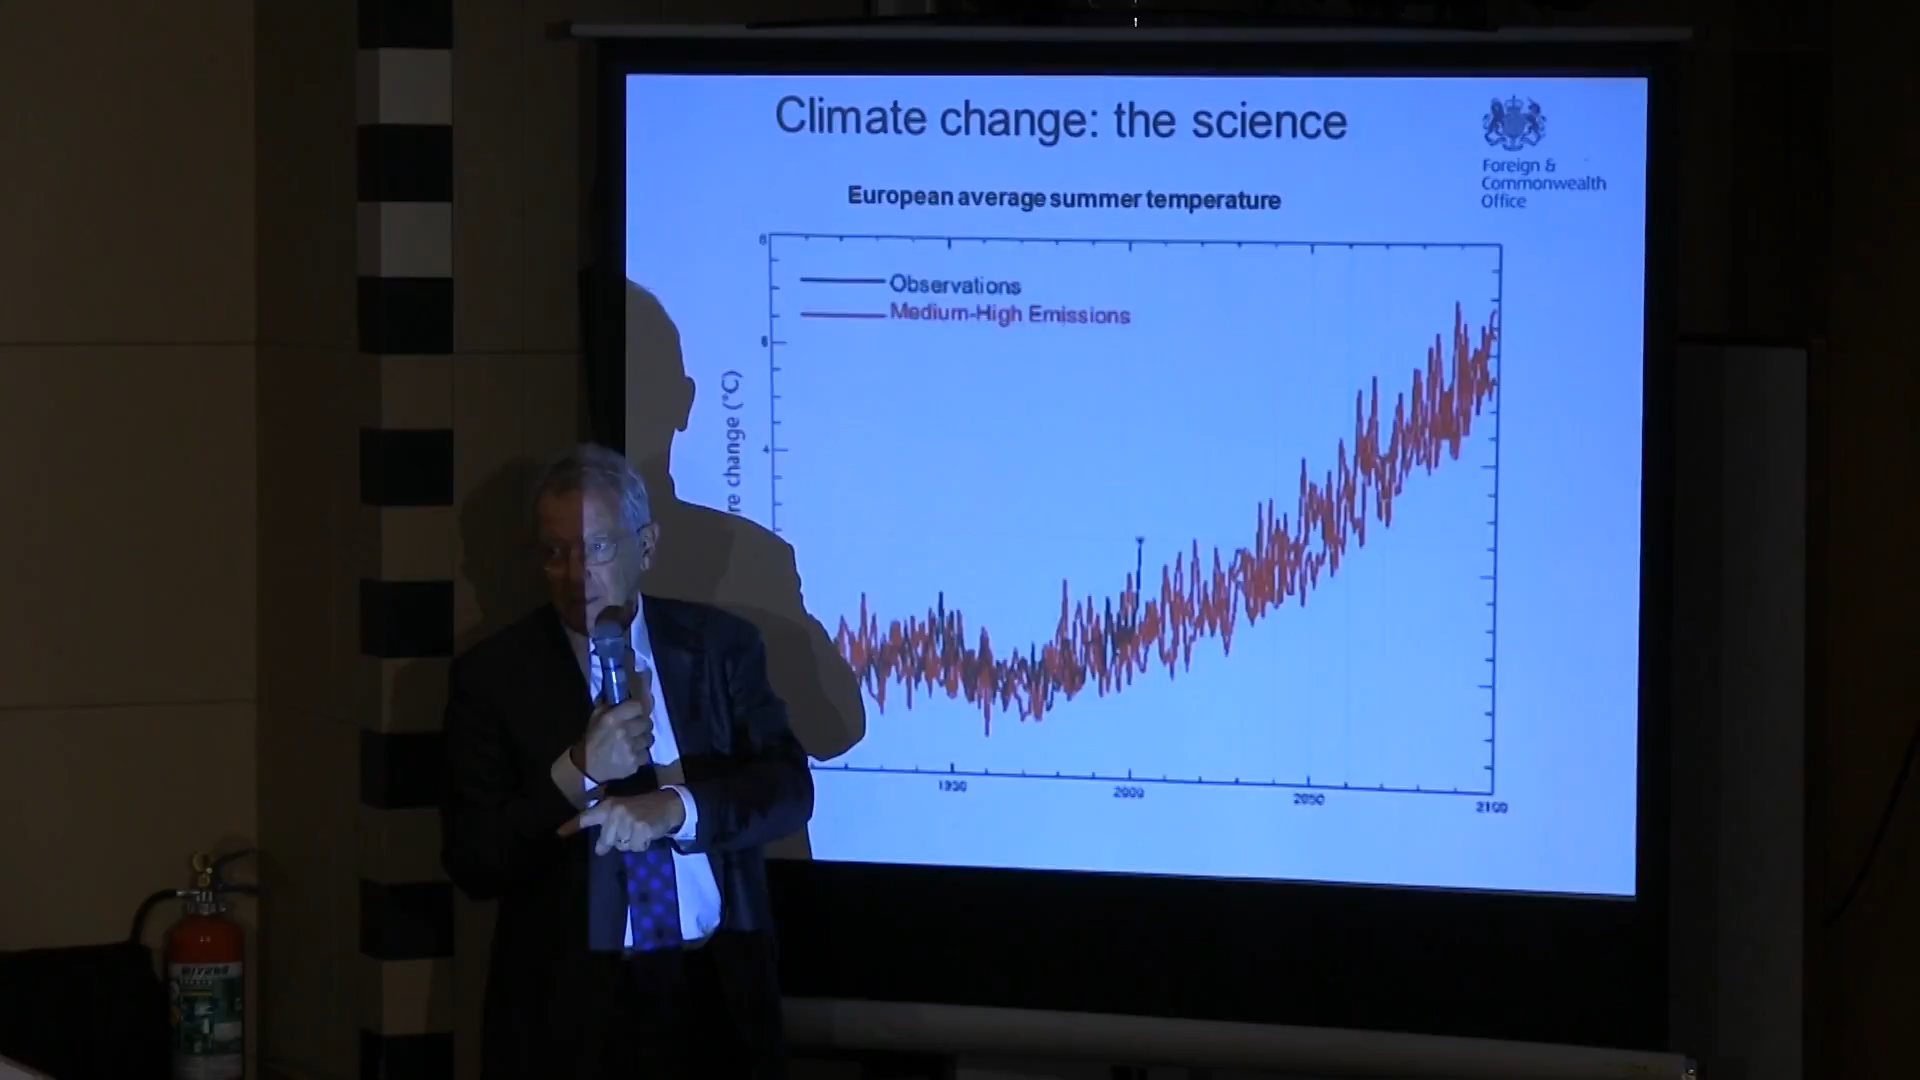 Climate change: the science
Foreign &
Commonwealth
Office
European average summer temperature
8
Observations
Medium-High Emissions
6
re change (°C)
4
1950
2000
2050
2100